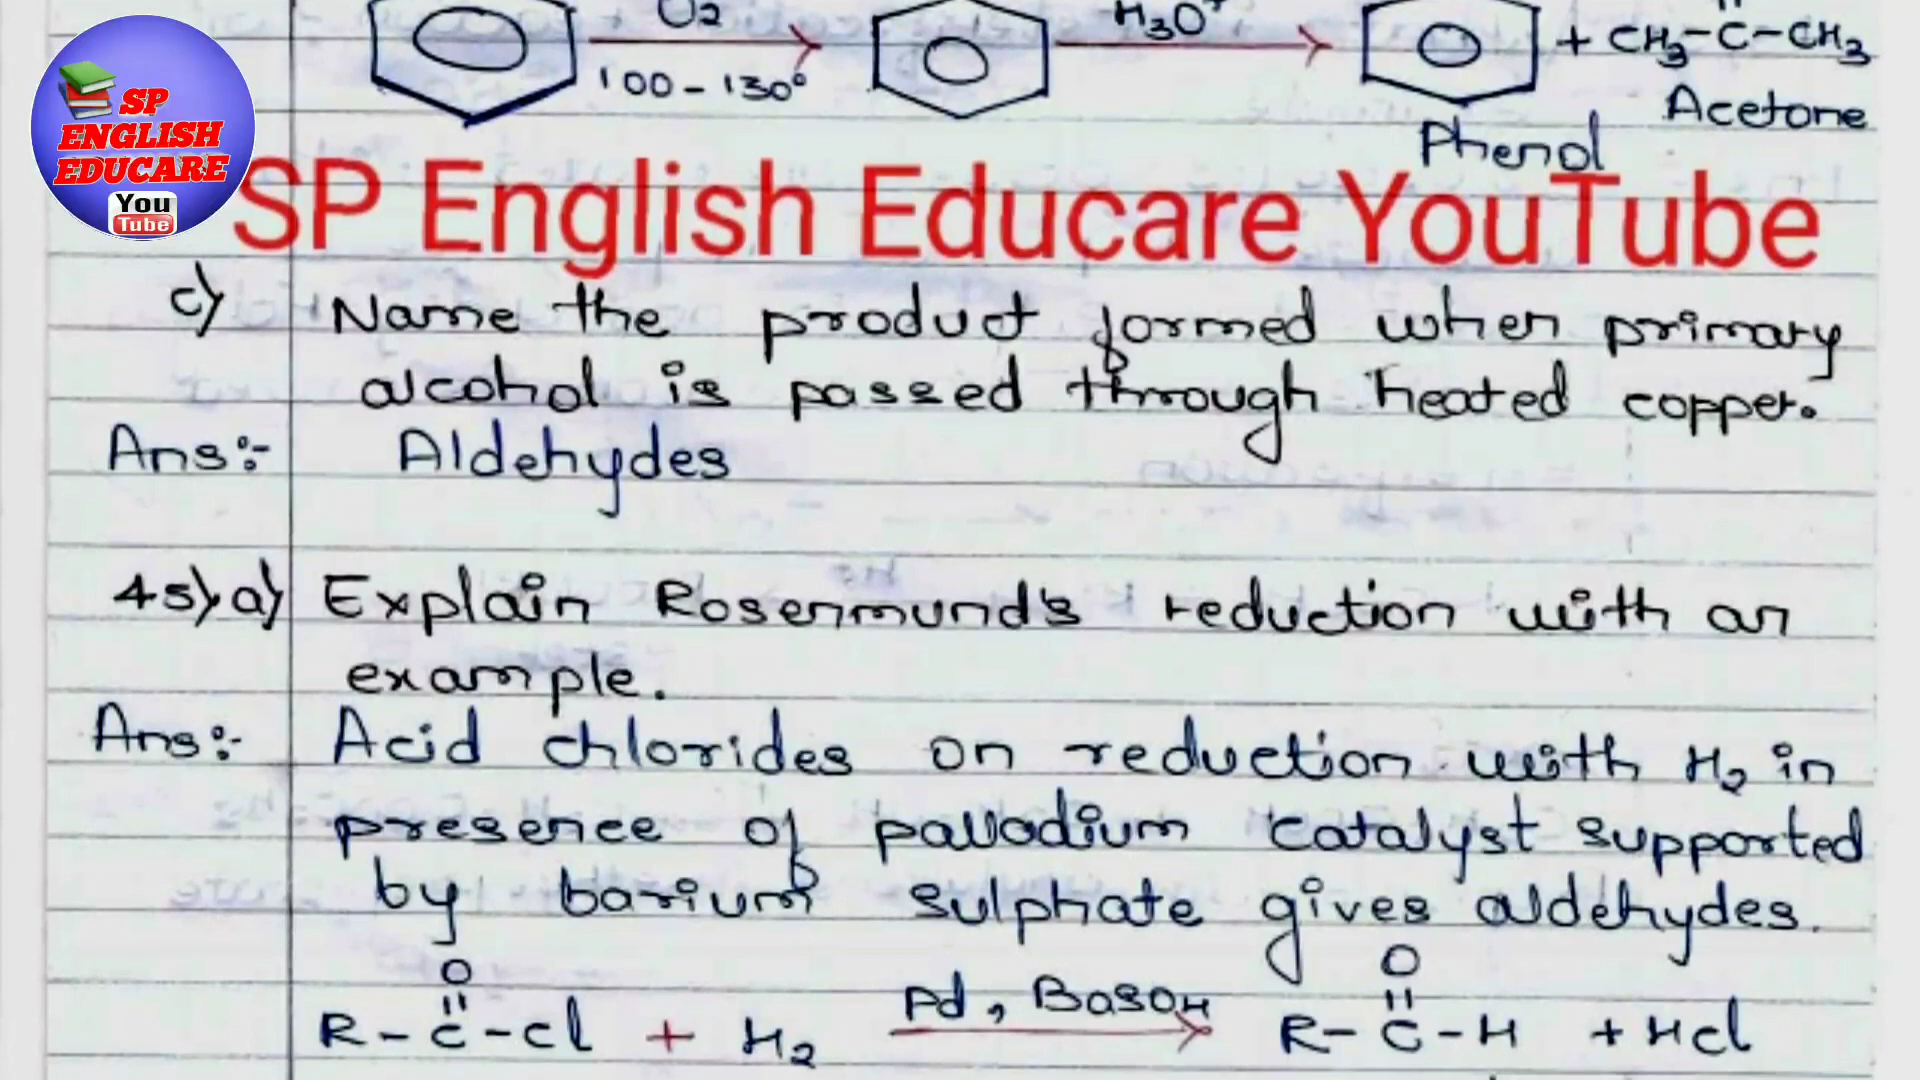 O2
H3O+
100-130°
+ CH3-C-CH3
Acetone
Phenol
SP
ENGLISH
EDUCARE
You
Tube
SP English Educare YouTube
c) Name the product formed when primary
alcohol is passed through heated copper.
Ans:- Aldehydes
45) a) Explain Rosenmund's reduction with an
example.
Ans:- Acid chlorides on reduction with H2 in
presence of palladium catalyst supported
by barium sulphate gives aldehydes.
O O
R-C-Cl + H2 Pd, BaSO4 R-C-H + HCl